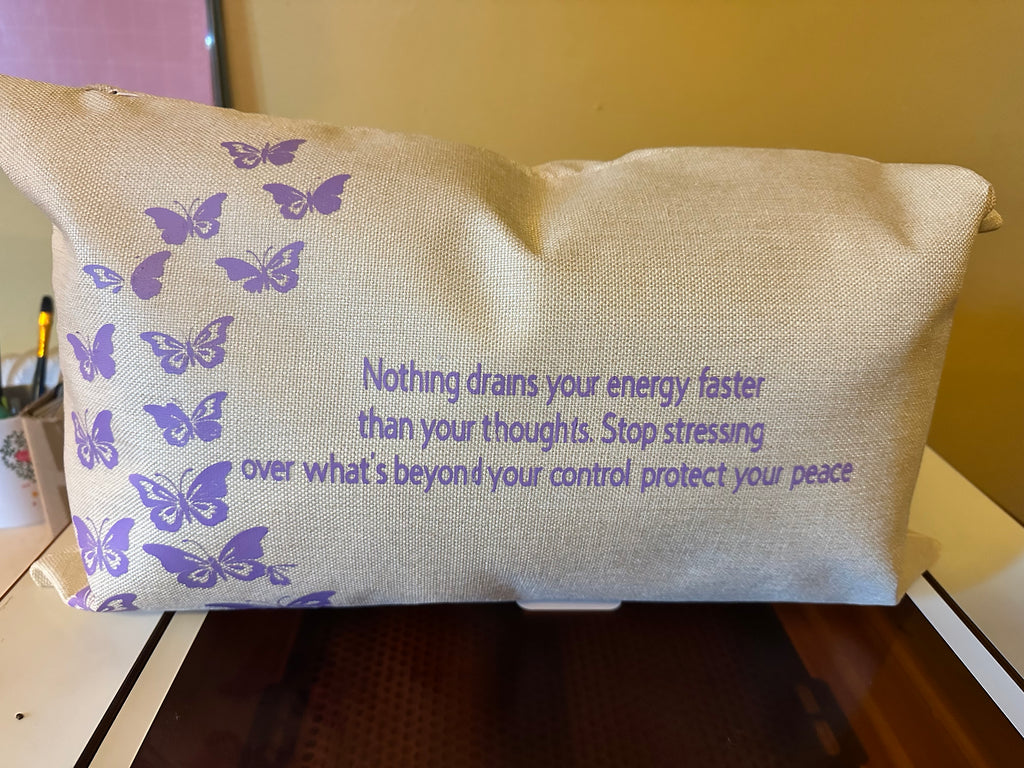 Nothing drains your energy faster
than your thoughts. Stop stressing
over what's beyond your control protect your peace